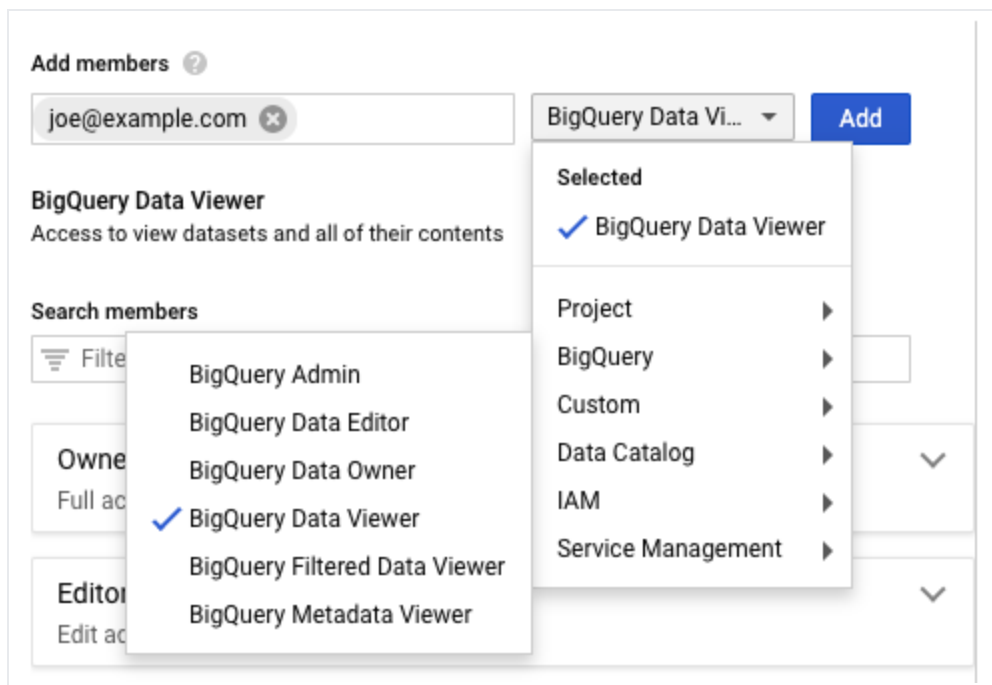 Add members
joe@example.com
BigQuery Data Vi...
Add
BigQuery Data Viewer
Access to view datasets and all of their contents
Selected
BigQuery Data Viewer
Search members
Filte
Project
BigQuery
Custom
Data Catalog
IAM
Service Management
BigQuery Admin
BigQuery Data Editor
BigQuery Data Owner
BigQuery Data Viewer
BigQuery Filtered Data Viewer
BigQuery Metadata Viewer
Owne
Full ac
Editor
Edit ac